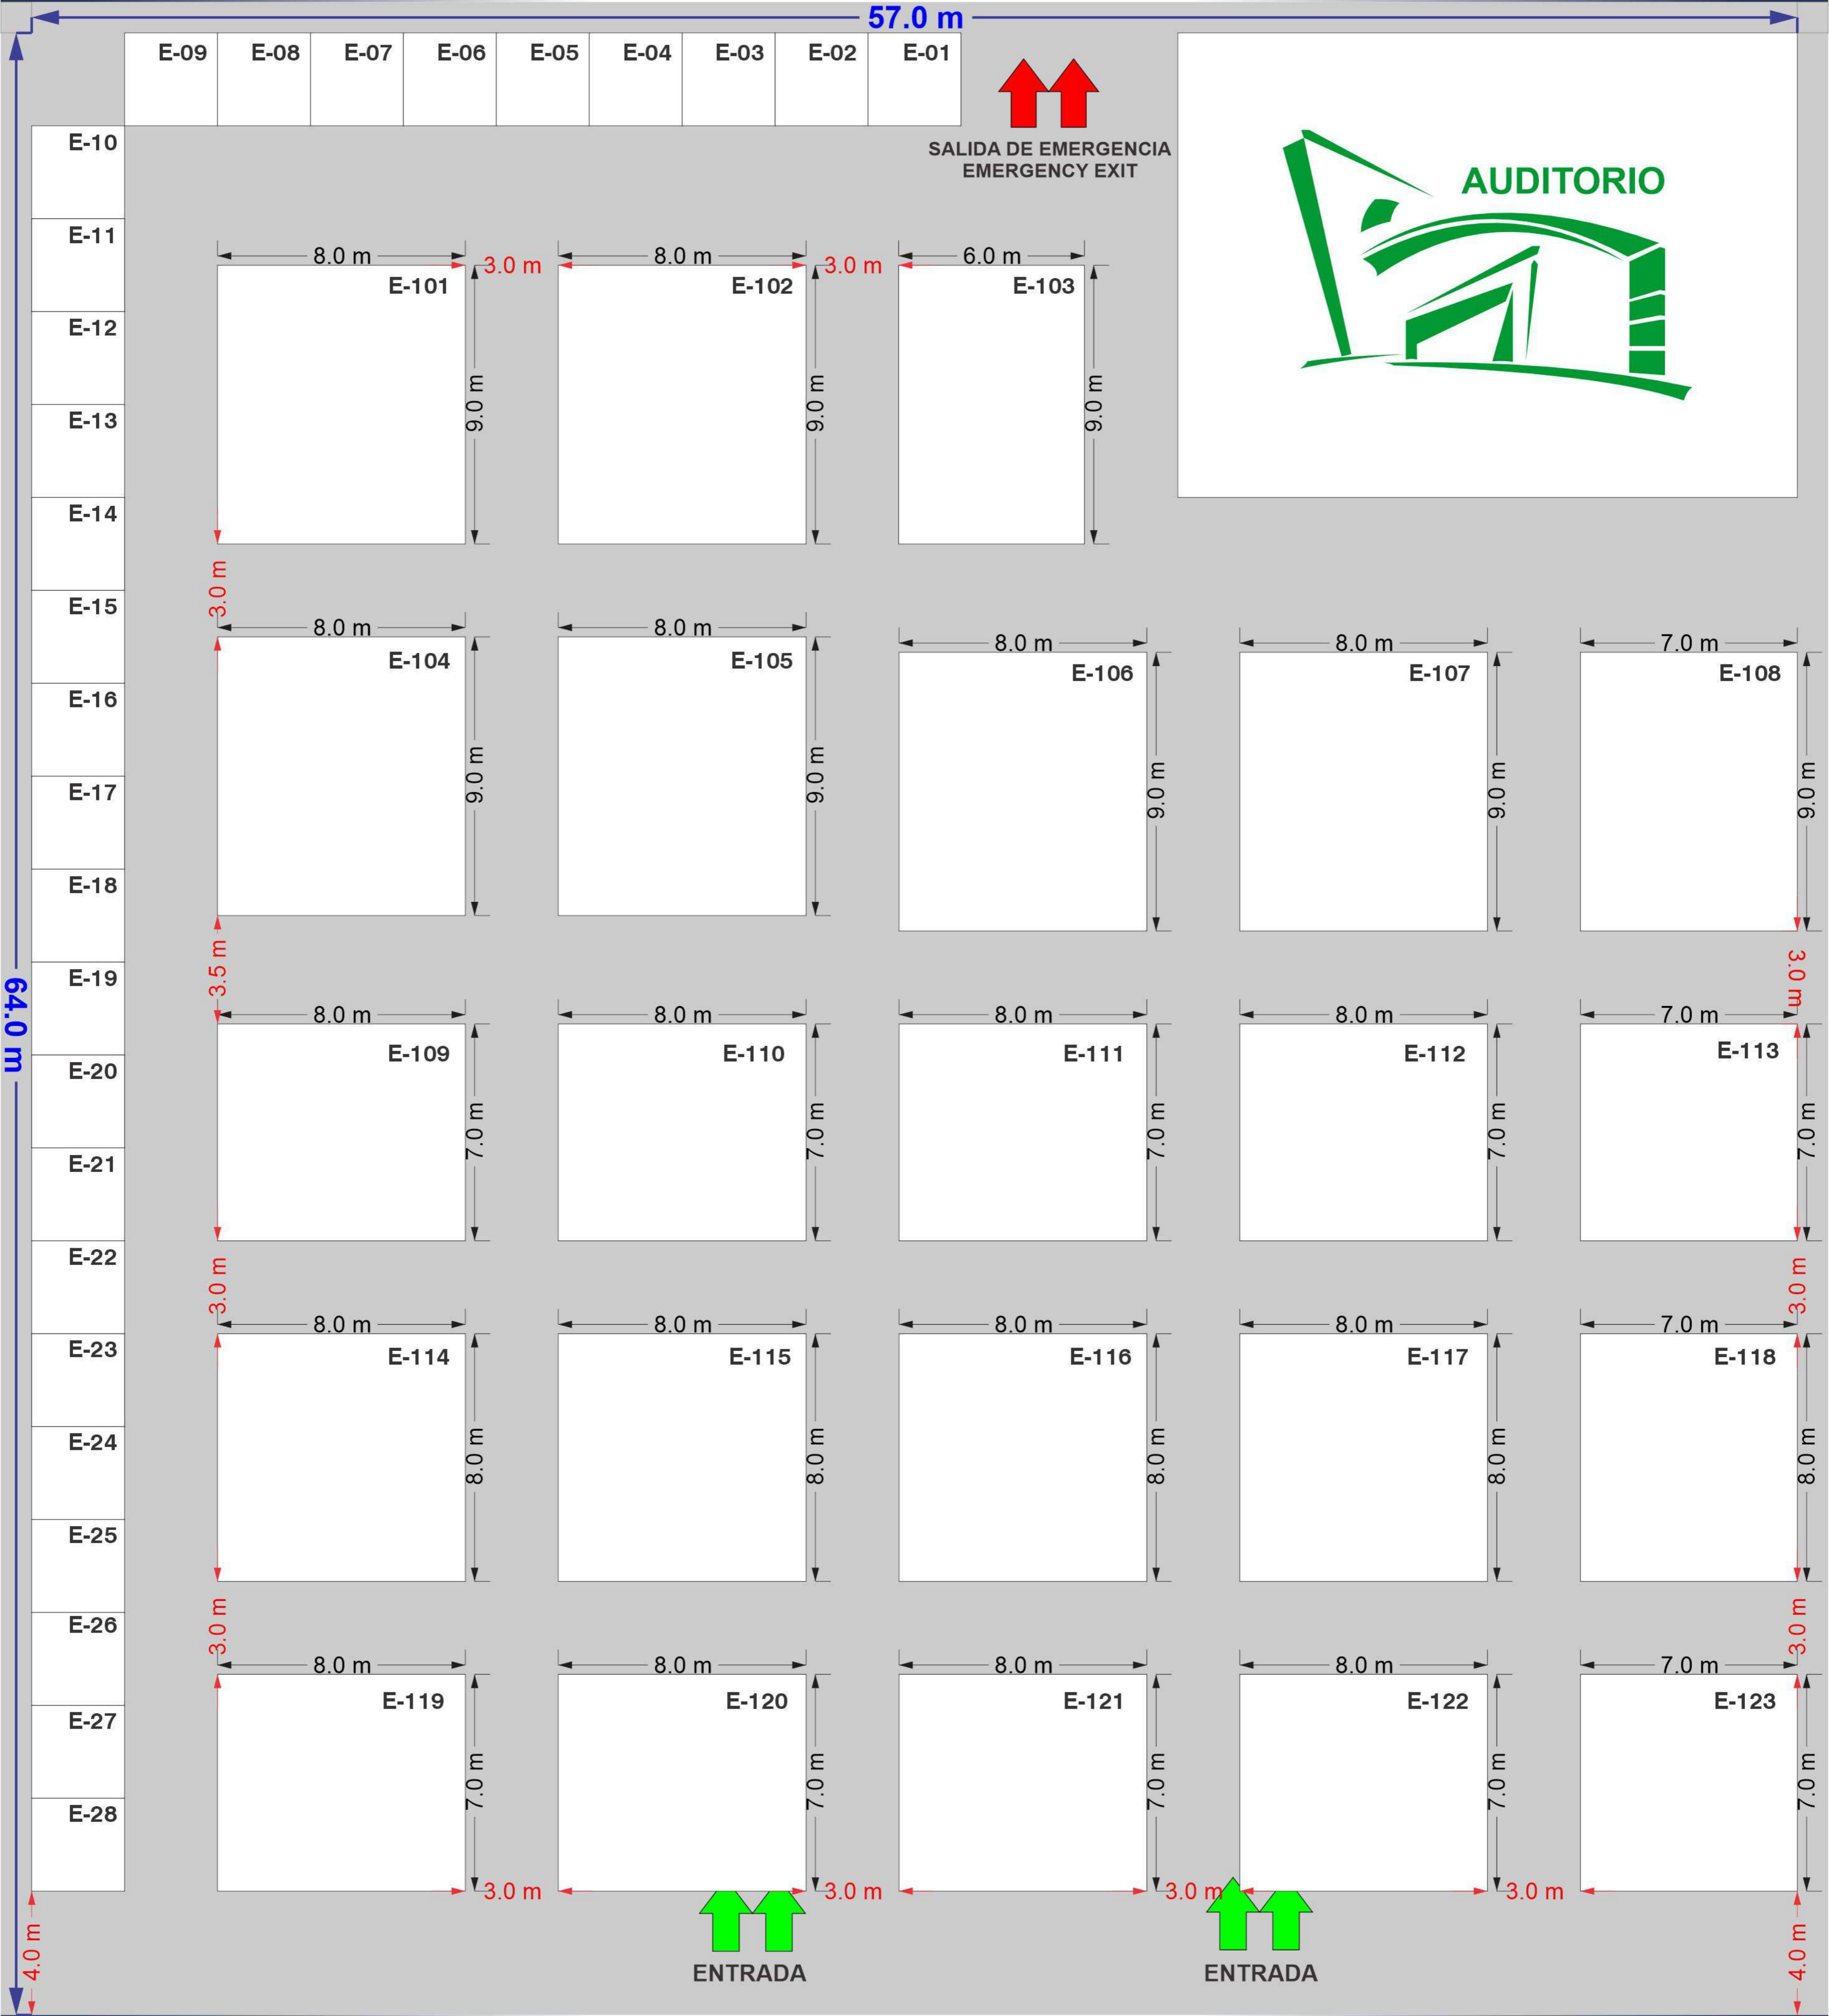 57.0 m
E-09 E-08 E-07 E-06 E-05 E-04 E-03 E-02 E-01
SALIDA DE EMERGENCIA
EMERGENCY EXIT
AUDITORIO
E-10
E-11
E-12
E-13
E-14
E-15
E-16
E-17
E-18
E-19
E-20
E-21
E-22
E-23
E-24
E-25
E-26
E-27
E-28
64.0 m
8.0 m 3.0 m 8.0 m 3.0 m 6.0 m
E-101 E-102 E-103
9.0 m 9.0 m 9.0 m
3.0 m
8.0 m 8.0 m 8.0 m 8.0 m 7.0 m
E-104 E-105 E-106 E-107 E-108
9.0 m 9.0 m 9.0 m 9.0 m 9.0 m
3.5 m 3.0 m
8.0 m 8.0 m 8.0 m 8.0 m 7.0 m
E-109 E-110 E-111 E-112 E-113
7.0 m 7.0 m 7.0 m 7.0 m 7.0 m
3.0 m 3.0 m
8.0 m 8.0 m 8.0 m 8.0 m 7.0 m
E-114 E-115 E-116 E-117 E-118
8.0 m 8.0 m 8.0 m 8.0 m 8.0 m
3.0 m 3.0 m
8.0 m 8.0 m 8.0 m 8.0 m 7.0 m
E-119 E-120 E-121 E-122 E-123
7.0 m 7.0 m 7.0 m 7.0 m 7.0 m
3.0 m 3.0 m 3.0 m 3.0 m
4.0 m 4.0 m
ENTRADA ENTRADA